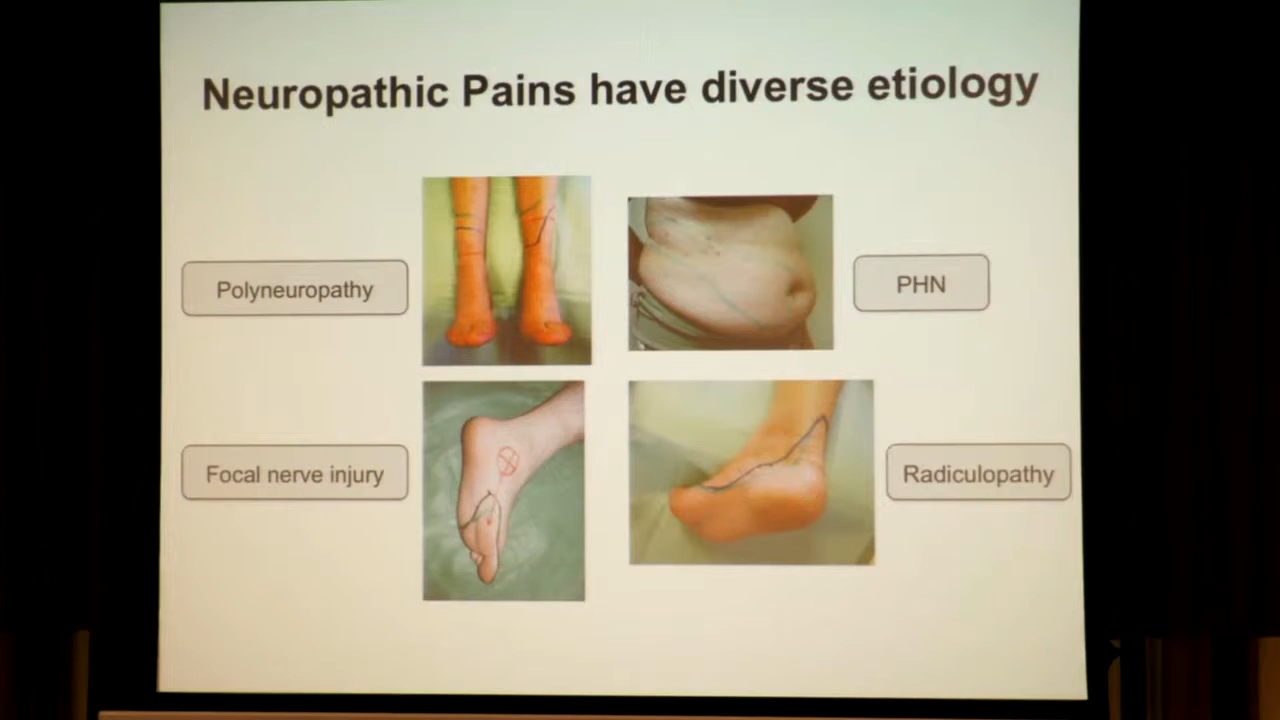 Neuropathic Pains have diverse etiology
Polyneuropathy
PHN
Focal nerve injury
Radiculopathy